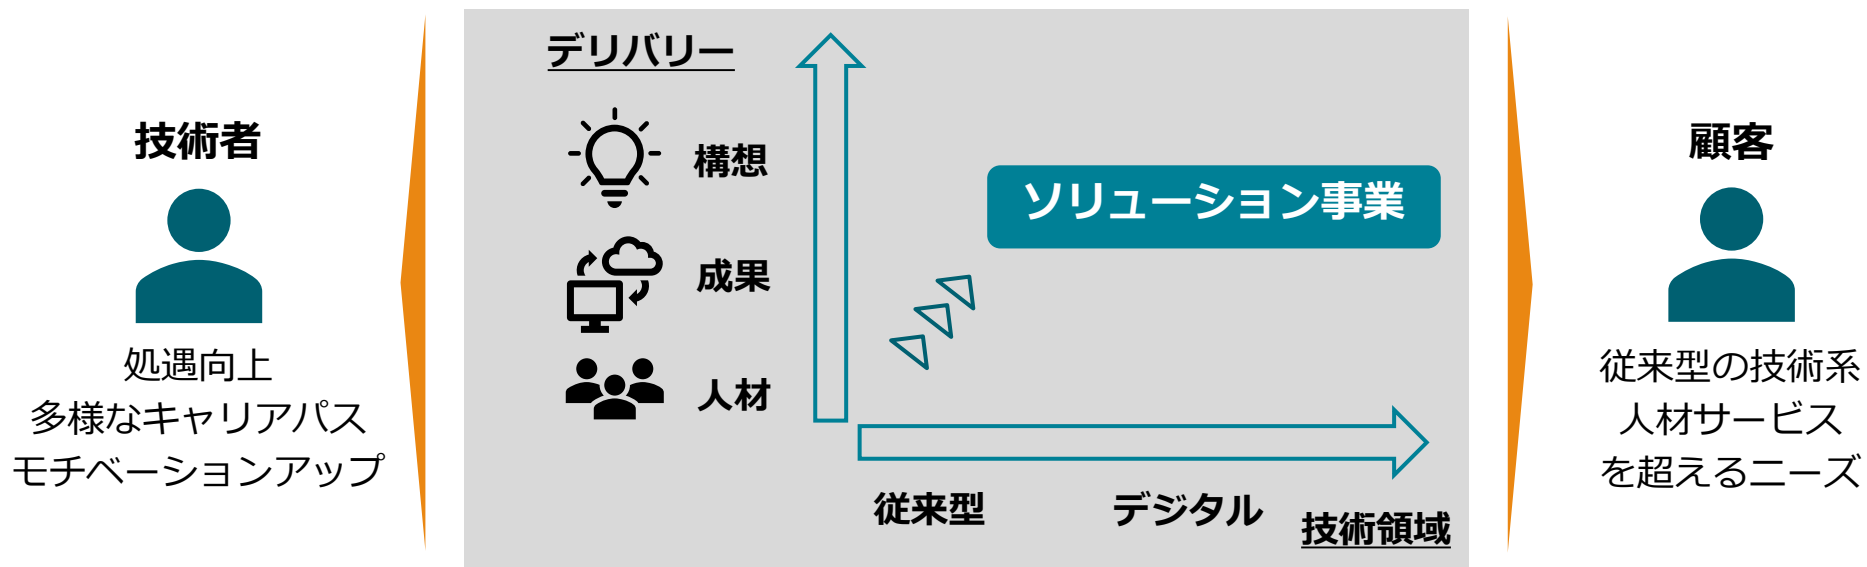 技術者
処遇向上
多様なキャリアパス
モチベーションアップ
デリバリー
構想
成果
人材
ソリューション事業
従来型
デジタル
技術領域
顧客
従来型の技術系
人材サービス
を超えるニーズ